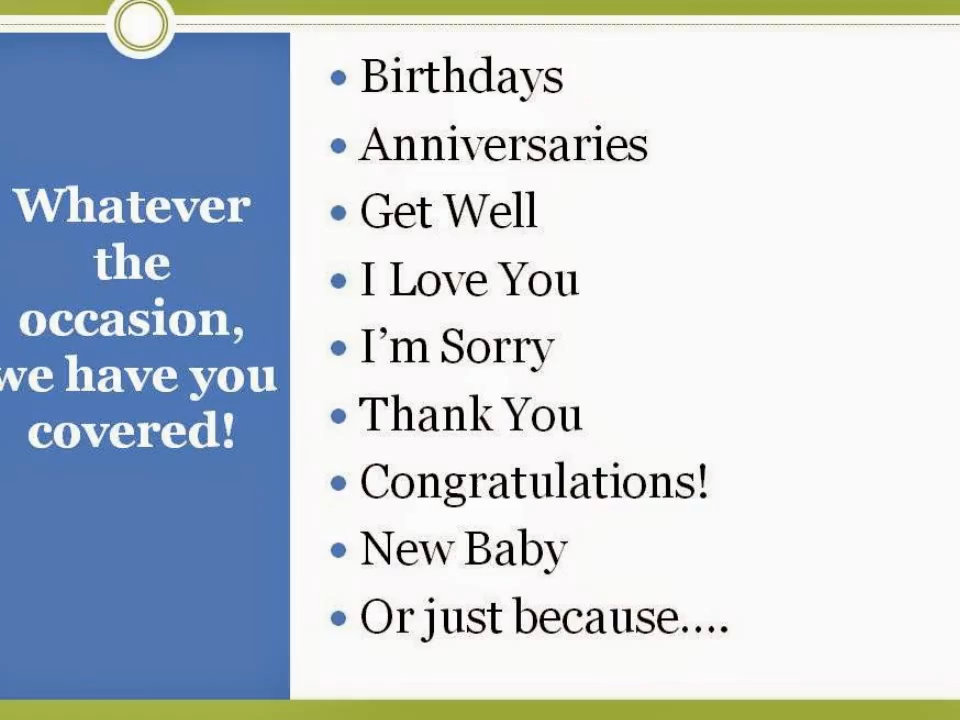 Whatever
the
occasion,
we have you
covered!
Birthdays
Anniversaries
Get Well
I Love You
I'm Sorry
Thank You
Congratulations!
New Baby
Or just because....